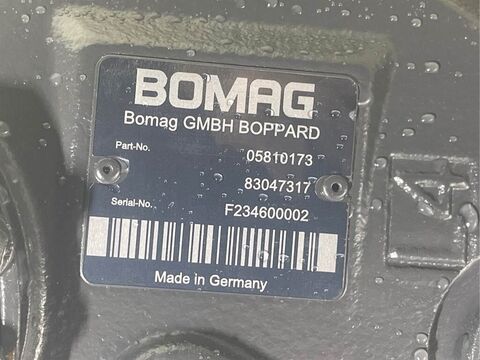 BOMAG
Bomag GMBH BOPPARD
Part-No. 05810173
83047317
Serial-No. F234600002
Made in Germany